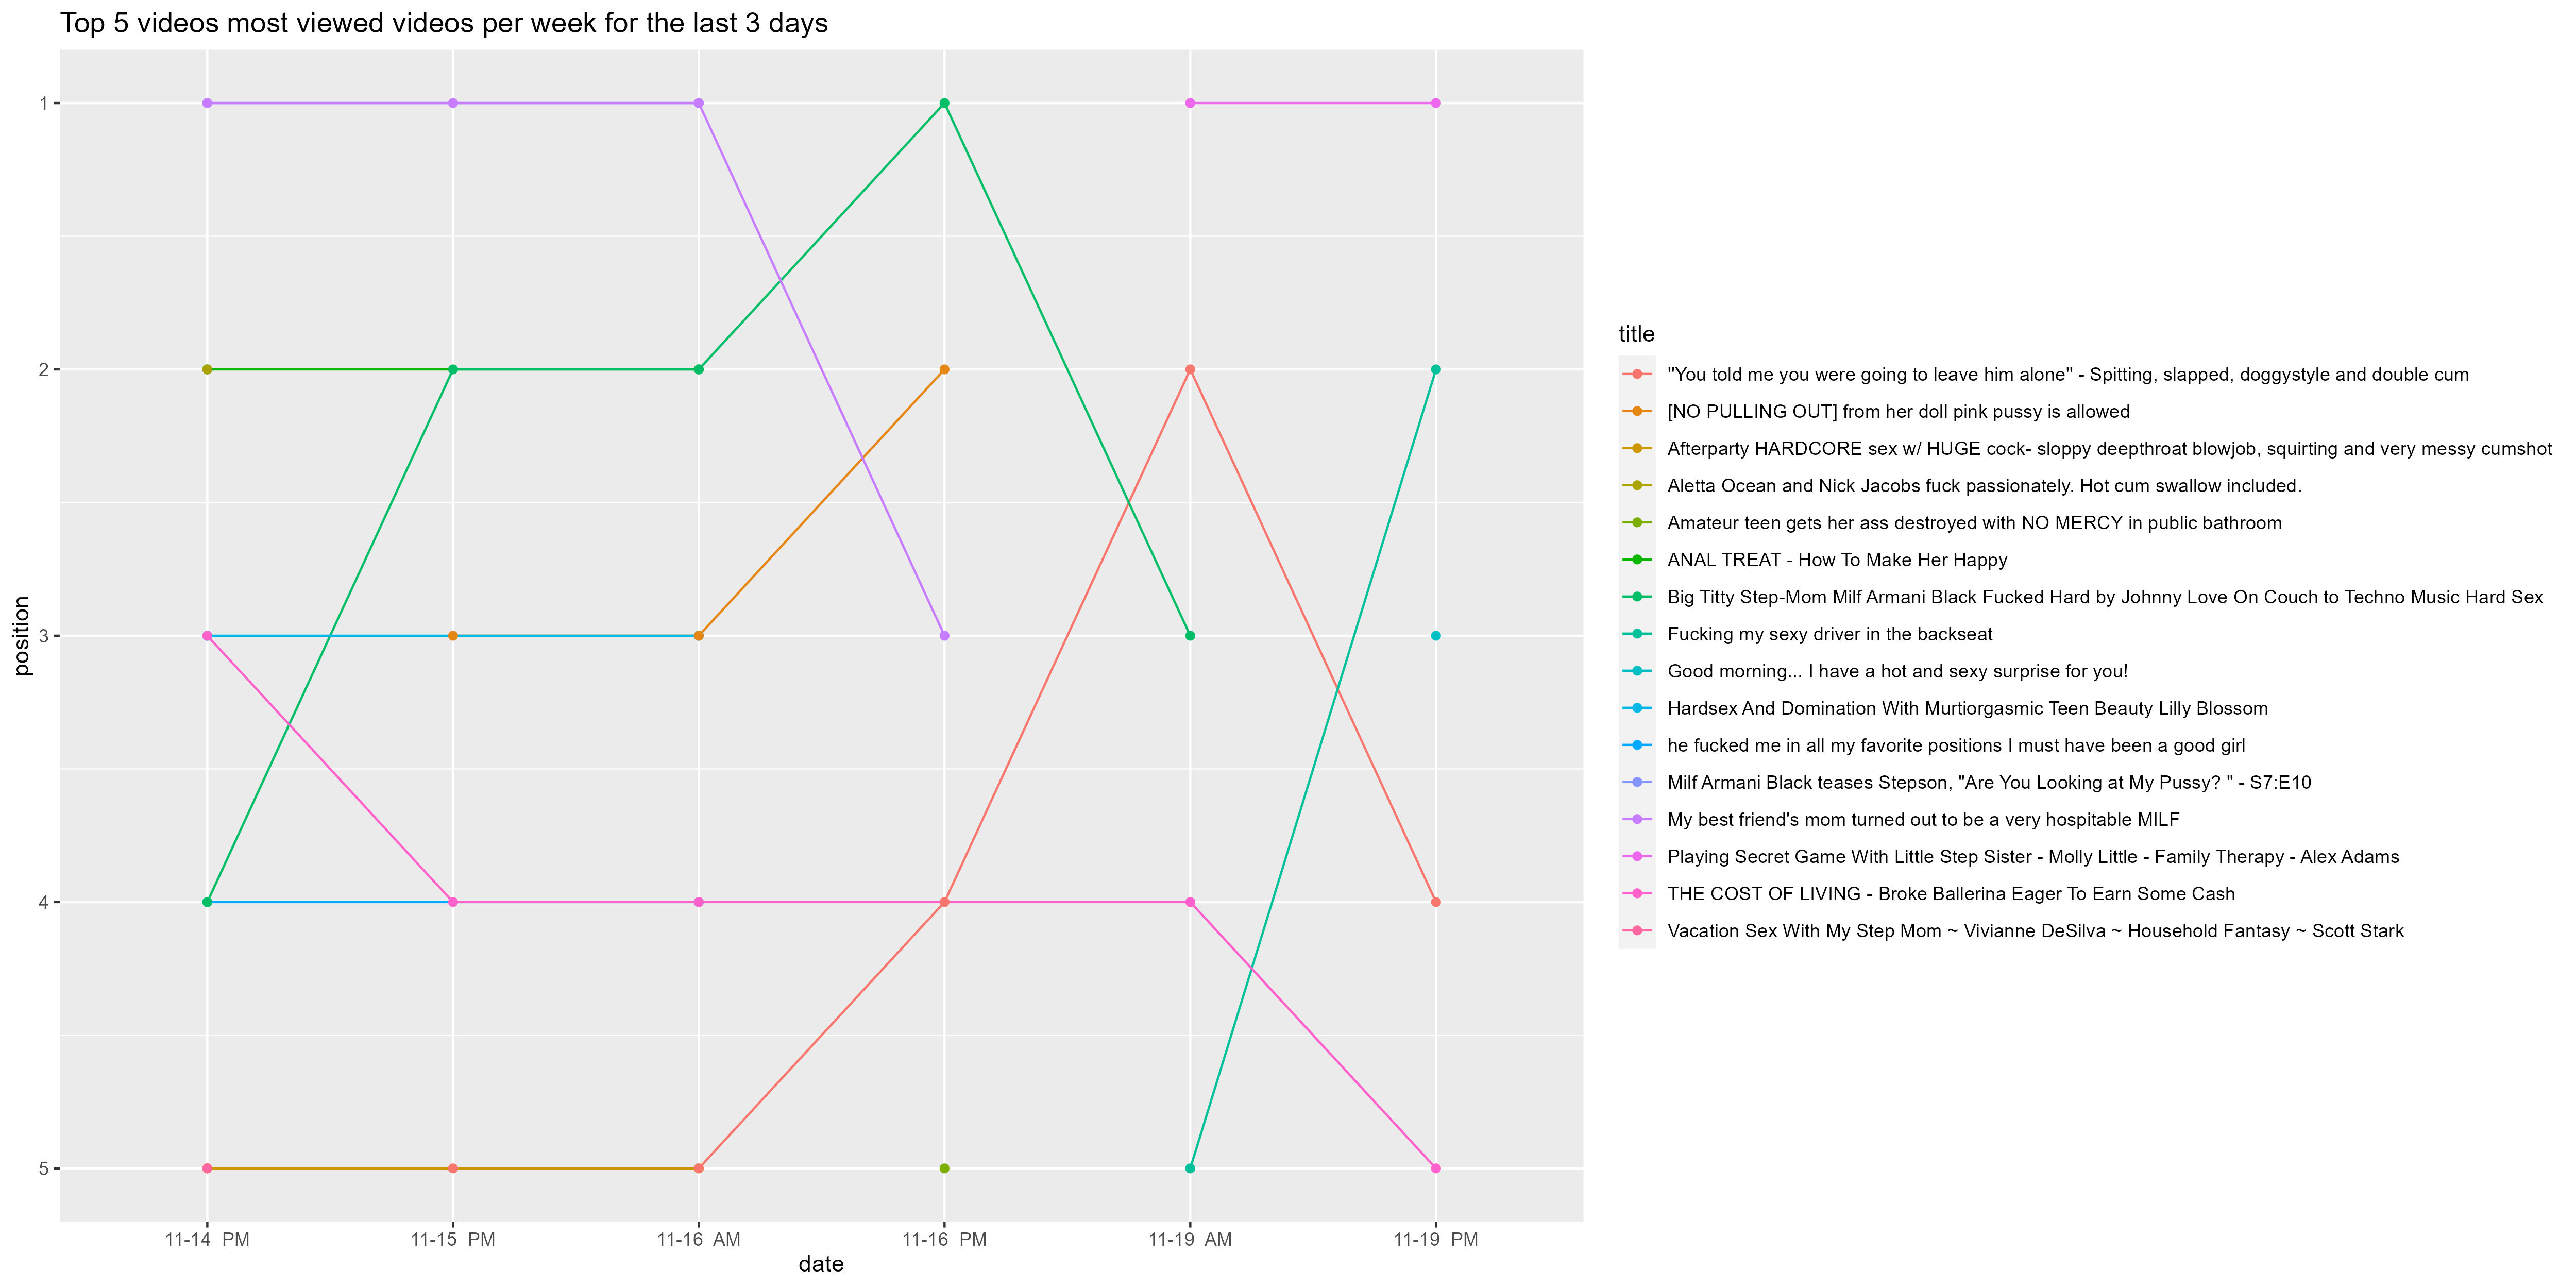 Top 5 videos most viewed videos per week for the last 3 days
position
1
2
3
4
5
11-14 PM
11-15 PM
11-16 AM
11-16 PM
11-19 AM
11-19 PM
date
title
"You told me you were going to leave him alone" - Spitting, slapped, doggystyle and double cum
[NO PULLING OUT] from her doll pink pussy is allowed
Afterparty HARDCORE sex w/ HUGE cock- sloppy deepthroat blowjob, squirting and very messy cumshot
Aletta Ocean and Nick Jacobs fuck passionately. Hot cum swallow included.
Amateur teen gets her ass destroyed with NO MERCY in public bathroom
ANAL TREAT - How To Make Her Happy
Big Titty Step-Mom Milf Armani Black Fucked Hard by Johnny Love On Couch to Techno Music Hard Sex
Fucking my sexy driver in the backseat
Good morning... I have a hot and sexy surprise for you!
Hardsex And Domination With Murtiorgasmic Teen Beauty Lilly Blossom
he fucked me in all my favorite positions I must have been a good girl
Milf Armani Black teases Stepson, "Are You Looking at My Pussy? " - S7:E10
My best friend's mom turned out to be a very hospitable MILF
Playing Secret Game With Little Step Sister - Molly Little - Family Therapy - Alex Adams
THE COST OF LIVING - Broke Ballerina Eager To Earn Some Cash
Vacation Sex With My Step Mom ~ Vivianne DeSilva ~ Household Fantasy ~ Scott Stark